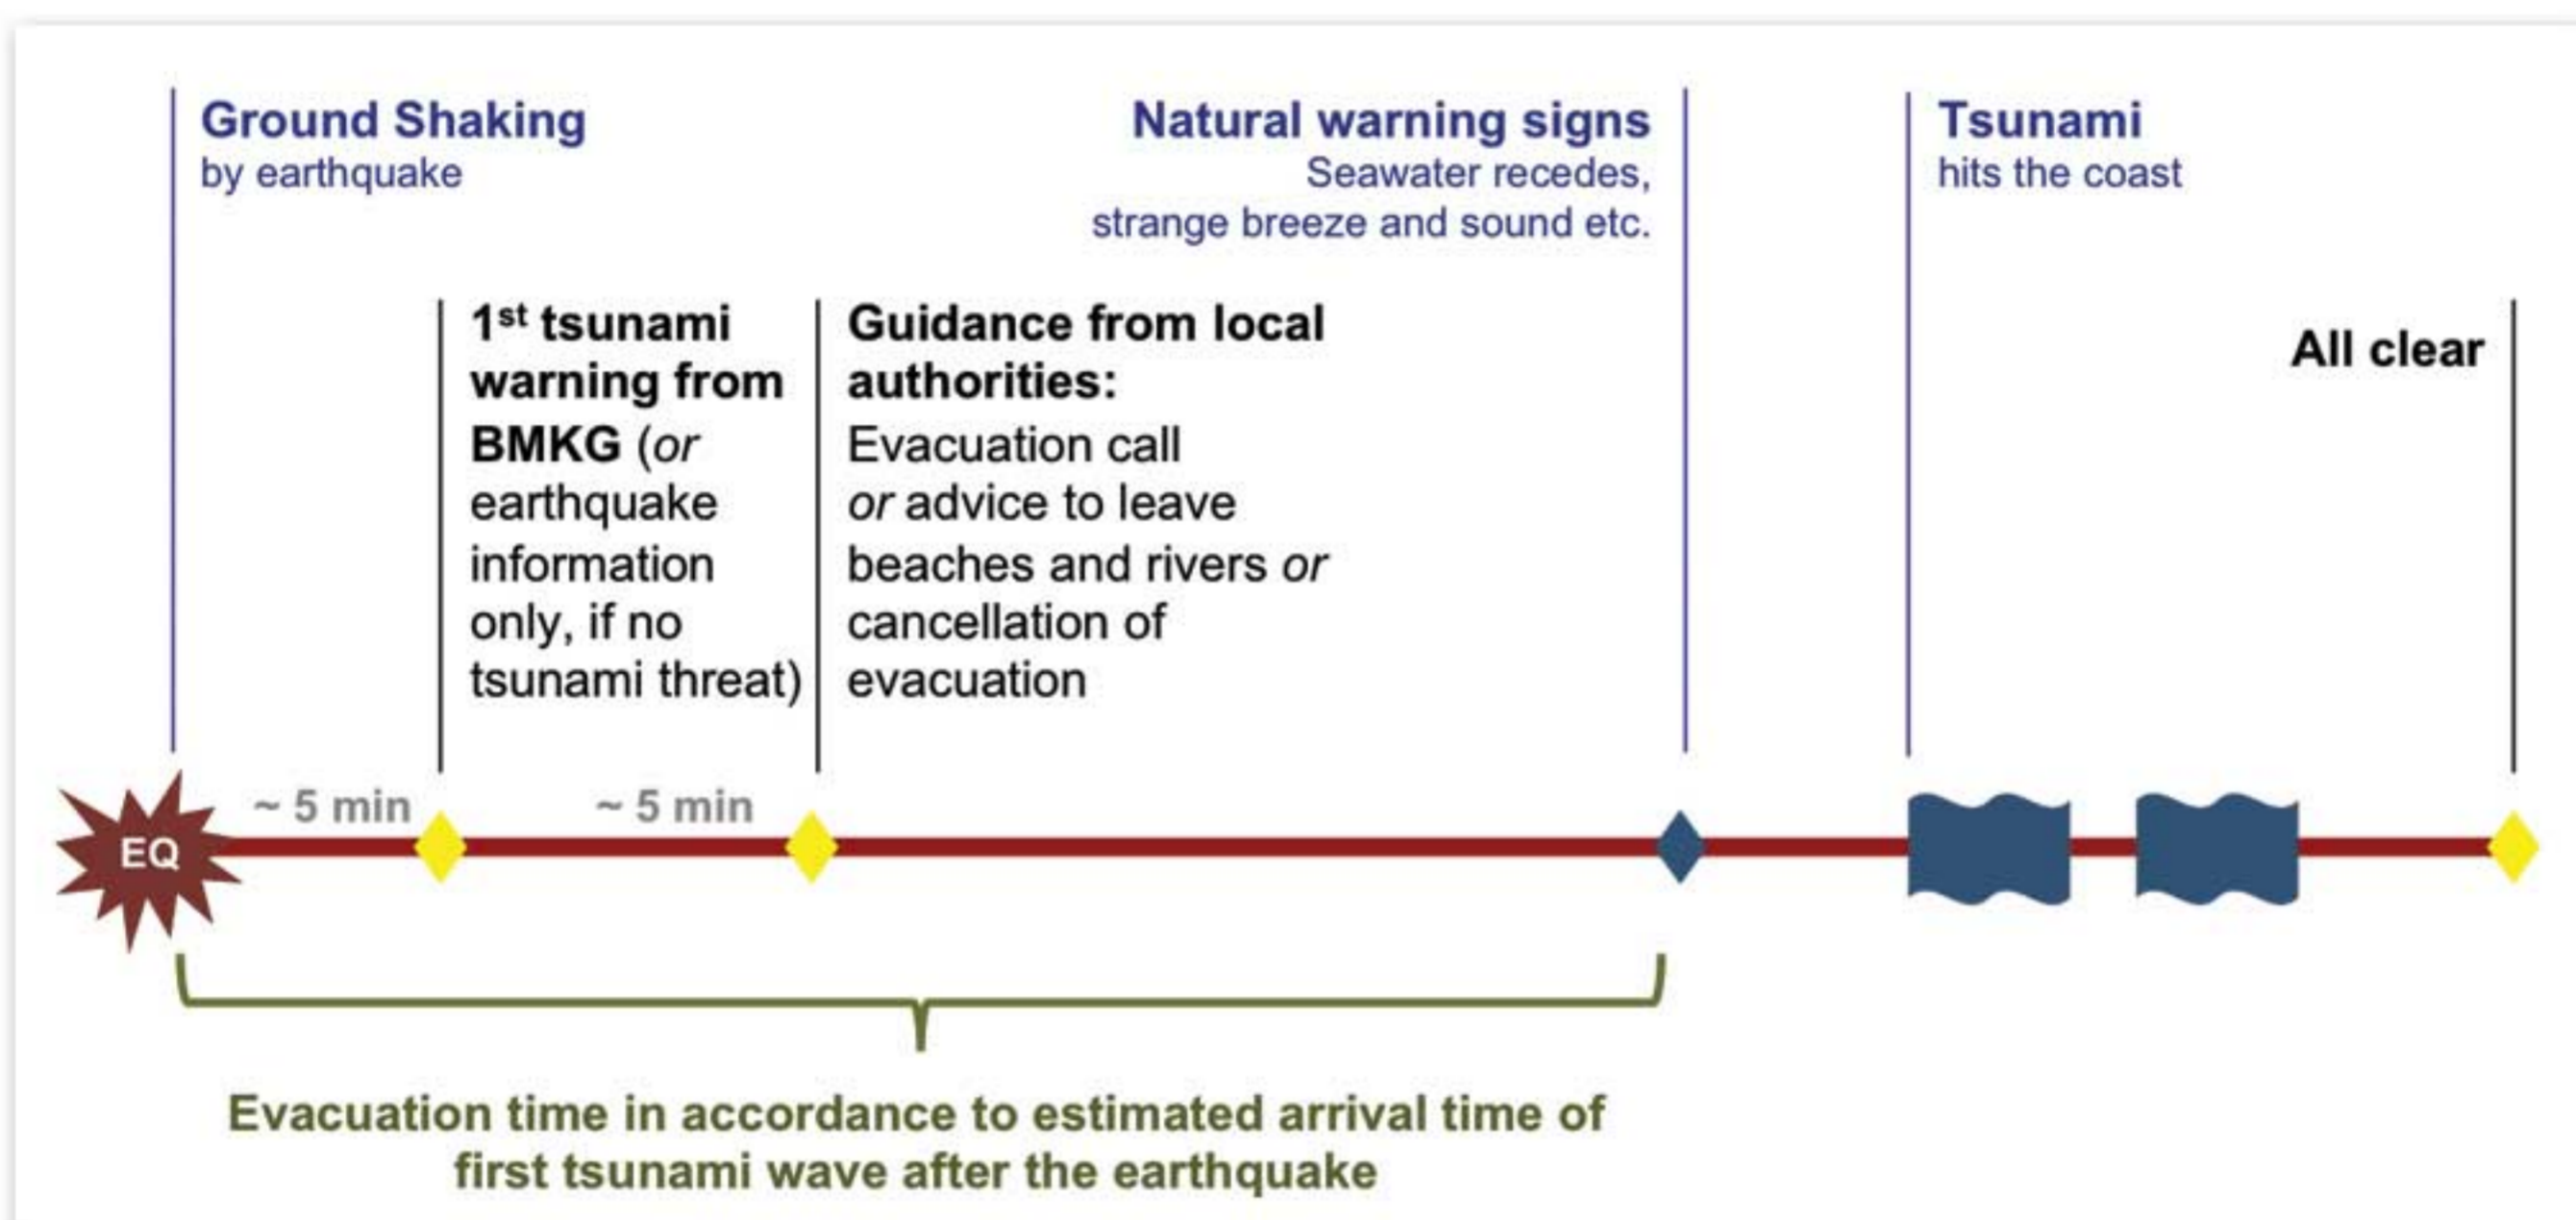 Ground Shaking
by earthquake
Natural warning signs
Seawater recedes,
strange breeze and sound etc.
Tsunami
hits the coast
1st tsunami
warning from
BMKG (or
earthquake
information
only, if no
tsunami threat)
Guidance from local
authorities:
Evacuation call
or advice to leave
beaches and rivers or
cancellation of
evacuation
All clear
EQ
~ 5 min
~ 5 min
Evacuation time in accordance to estimated arrival time of
first tsunami wave after the earthquake